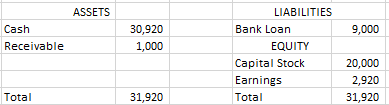 ASSETS LIABILITIES
Cash 30,920 Bank Loan 9,000
Receivable 1,000 EQUITY
Capital Stock 20,000
Earnings 2,920
Total 31,920 Total 31,920